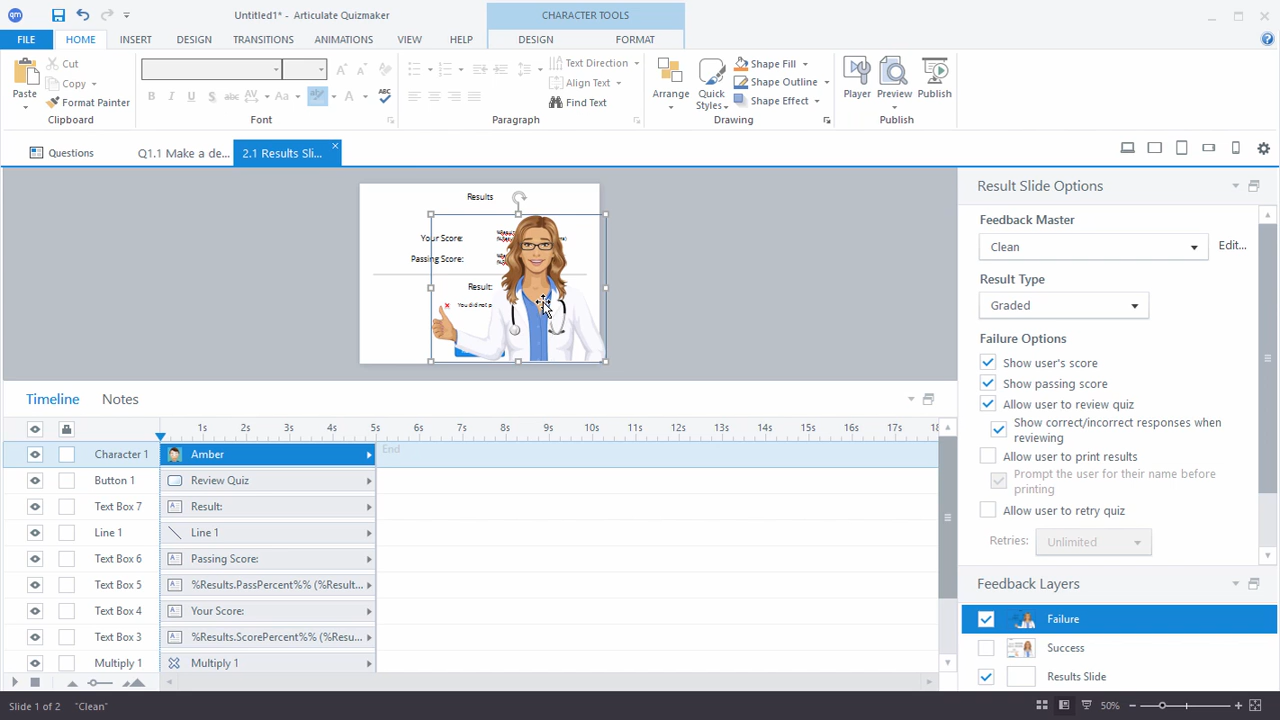 qm
Untitled1* - Articulate Quizmaker
CHARACTER TOOLS
FILE HOME INSERT DESIGN TRANSITIONS ANIMATIONS VIEW HELP DESIGN FORMAT
Paste
Cut
Copy
Format Painter
Clipboard
B I U S abc AV Aa A
ABC
Font
Text Direction
Align Text
Find Text
Paragraph
Arrange
Quick
Styles
Shape Fill
Shape Outline
Shape Effect
Drawing
Player
Preview
Publish
Publish
Questions
Q1.1 Make a de...
2.1 Results Sli...
Results
Your Score:
Passing Score:
Result:
You did not p
Result Slide Options
Feedback Master
Clean
Edit...
Result Type
Graded
Failure Options
Show user's score
Show passing score
Allow user to review quiz
Show correct/incorrect responses when
reviewing
Allow user to print results
Prompt the user for their name before
printing
Allow user to retry quiz
Retries: Unlimited
Feedback Layers
Failure
Success
Results Slide
Timeline Notes
1s 2s 3s 4s 5s 6s 7s 8s 9s 10s 11s 12s 13s 14s 15s 16s 17s 18
Character 1 Amber End
Button 1 Review Quiz
Text Box 7 Result:
Line 1 Line 1
Text Box 6 Passing Score:
Text Box 5 %Results.PassPercent%% (%Result...
Text Box 4 Your Score:
Text Box 3 %Results.ScorePercent%% (%Resu...
Multiply 1 Multiply 1
Slide 1 of 2 "Clean" 50%